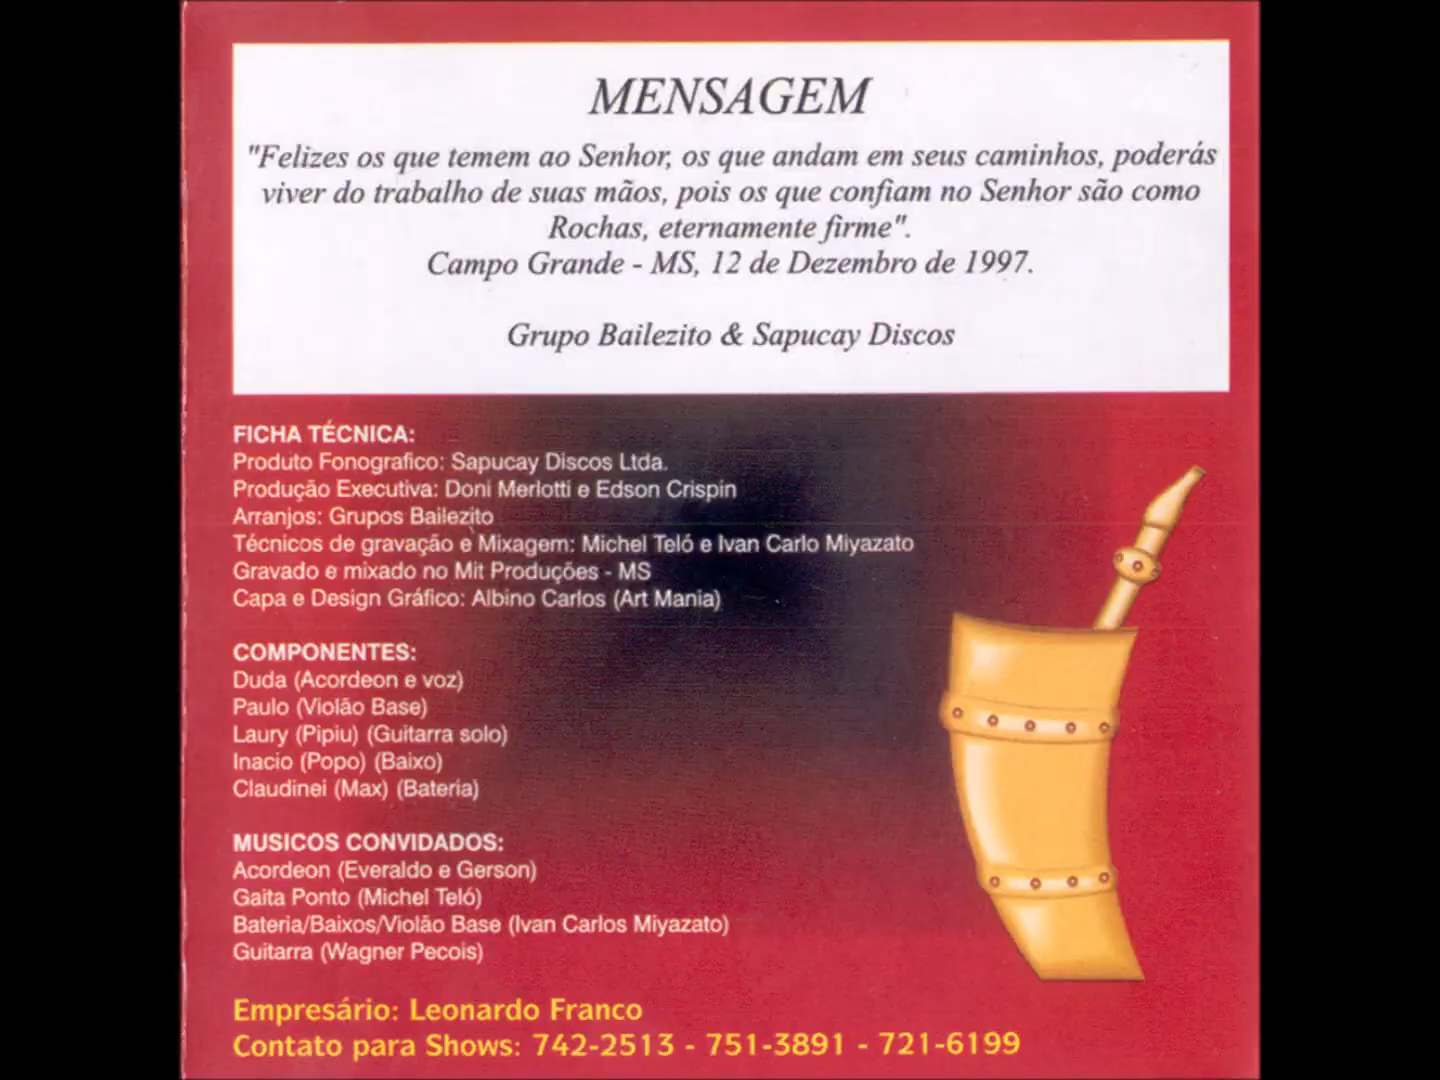 MENSAGEM
"Felizes os que temem ao Senhor, os que andam em seus caminhos, poderás
viver do trabalho de suas mãos, pois os que confiam no Senhor são como
Rochas, eternamente firme".
Campo Grande - MS, 12 de Dezembro de 1997.
Grupo Bailezito & Sapucay Discos
FICHA TÉCNICA:
Produto Fonografico: Sapucay Discos Ltda.
Produção Executiva: Doni Merlotti e Edson Crispin
Arranjos: Grupos Bailezito
Técnicos de gravação e Mixagem: Michel Teló e Ivan Carlo Miyazato
Gravado e mixado no Mit Produções - MS
Capa e Design Gráfico: Albino Carlos (Art Mania)
COMPONENTES:
Duda (Acordeon e voz)
Paulo (Violão Base)
Laury (Pipiu) (Guitarra solo)
Inacio (Popo) (Baixo)
Claudinei (Max) (Bateria)
MUSICOS CONVIDADOS:
Acordeon (Everaldo e Gerson)
Gaita Ponto (Michel Teló)
Bateria/Baixos/Violão Base (Ivan Carlos Miyazato)
Guitarra (Wagner Pecois)
Empresário: Leonardo Franco
Contato para Shows: 742-2513 - 751-3891 - 721-6199